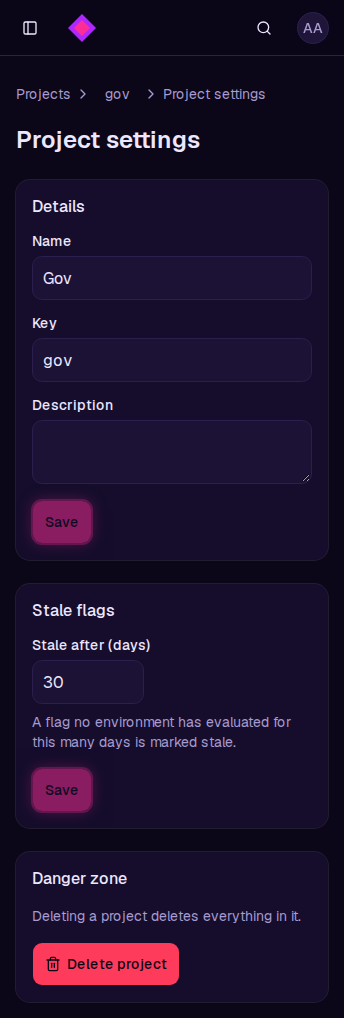 AA
Projects > gov > Project settings
Project settings
Details
Name
Gov
Key
gov
Description
Save
Stale flags
Stale after (days)
30
A flag no environment has evaluated for
this many days is marked stale.
Save
Danger zone
Deleting a project deletes everything in it.
Delete project